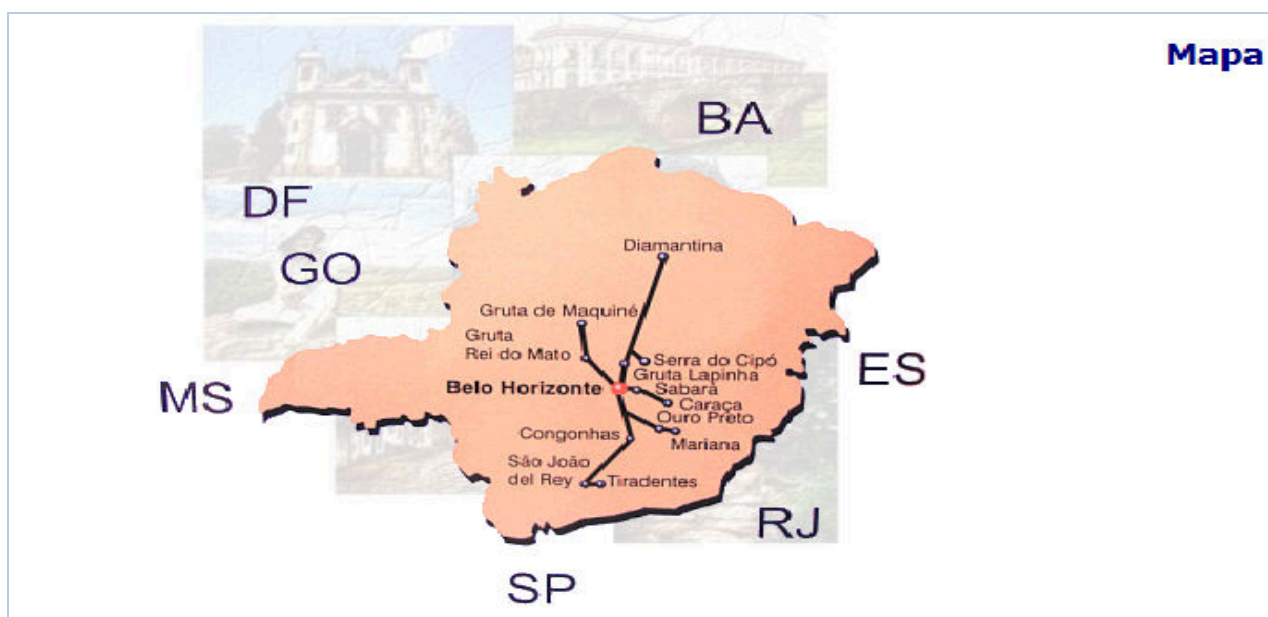 Mapa
BA
DF
Diamantina
GO
Gruta de Maquiné
Gruta
Rei do Mato
Serra do Cipó
ES
Gruta Lapinha
Belo Horizonte
Sabará
MS
Caraça
Ouro Preto
Congonhas
Mariana
São João
del Rey
Tiradentes
RJ
SP